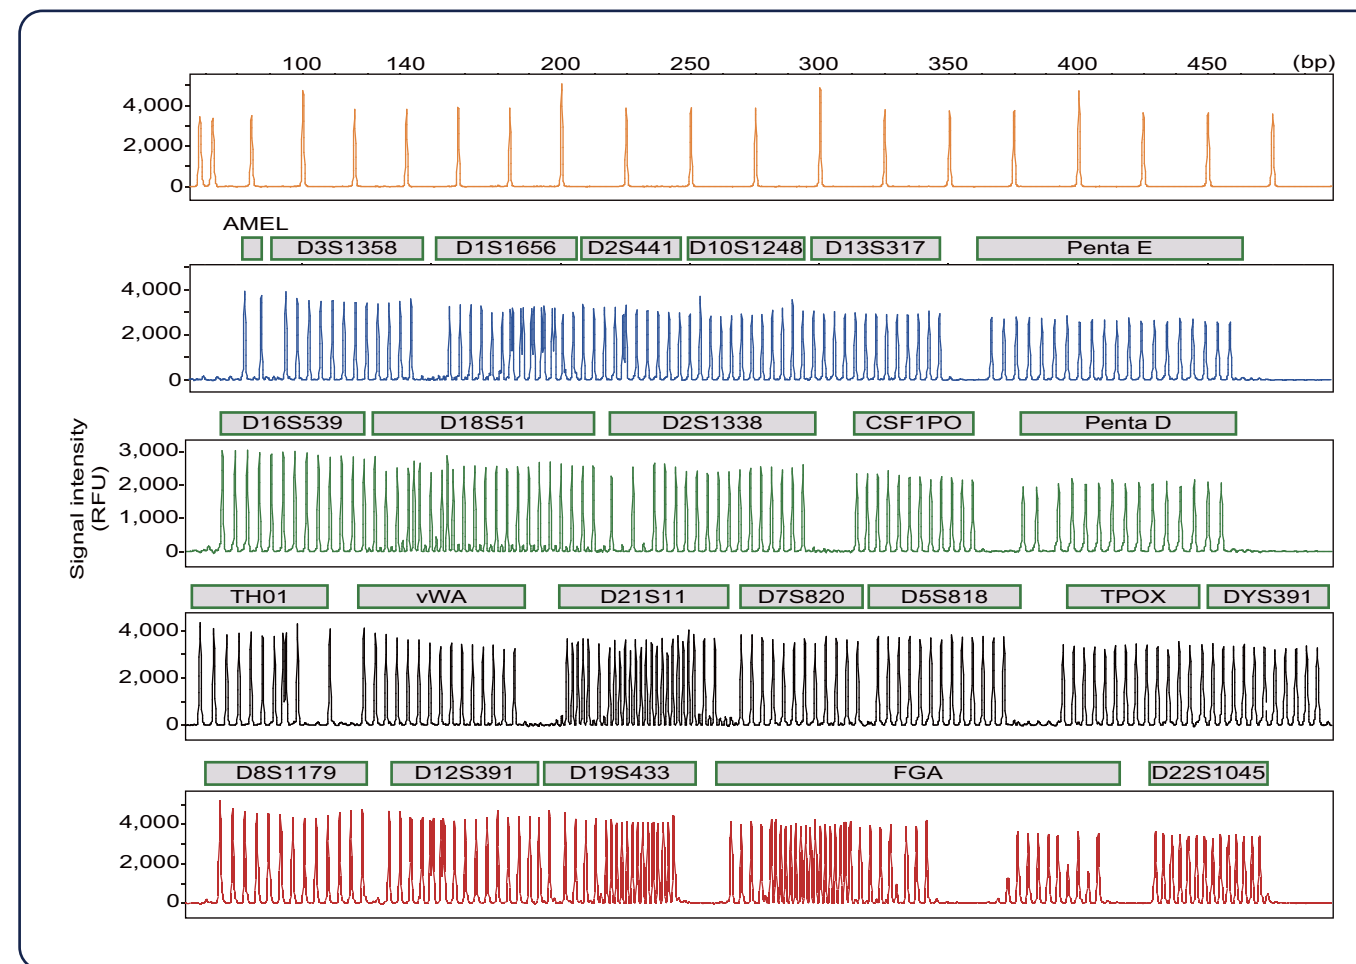 100 140 200 250 300 350 400 450 (bp)
4,000
2,000
0
AMEL
D3S1358 D1S1656 D2S441 D10S1248 D13S317 Penta E
4,000
2,000
0
D16S539 D18S51 D2S1338 CSF1PO Penta D
Signal intensity
(RFU)
3,000
2,000
1,000
0
TH01 vWA D21S11 D7S820 D5S818 TPOX DYS391
4,000
2,000
0
D8S1179 D12S391 D19S433 FGA D22S1045
4,000
2,000
0